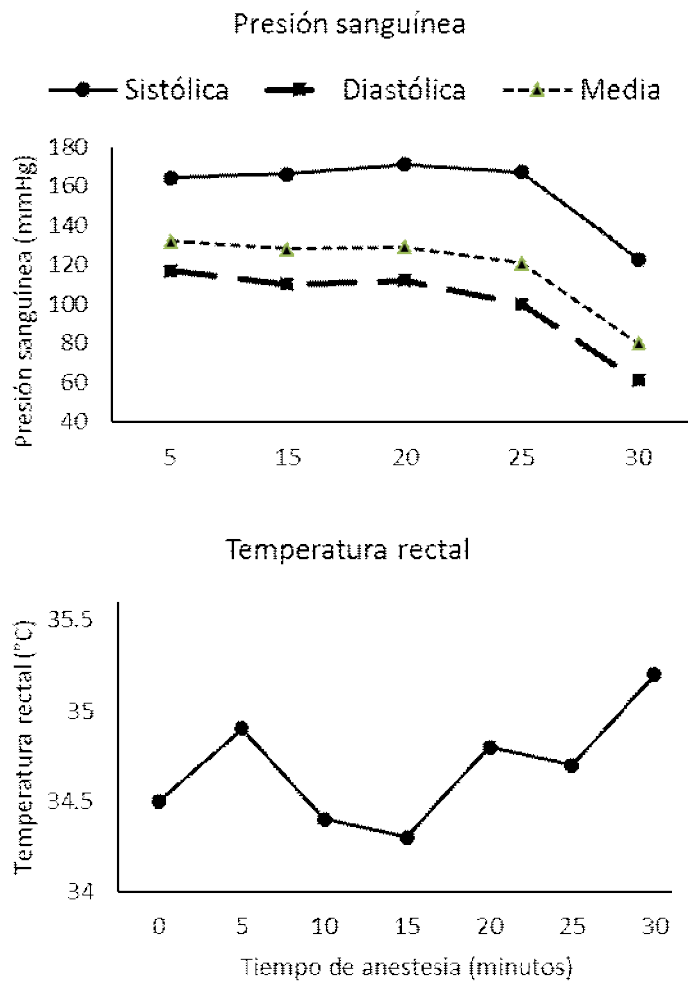 Presión sanguínea
Sistólica Diastólica Media
Presión sanguínea (mmHg)
180
160
140
120
100
80
60
40
5 15 20 25 30
Temperatura rectal
Temperatura rectal (°C)
35.5
35
34.5
34
0 5 10 15 20 25 30
Tiempo de anestesia (minutos)